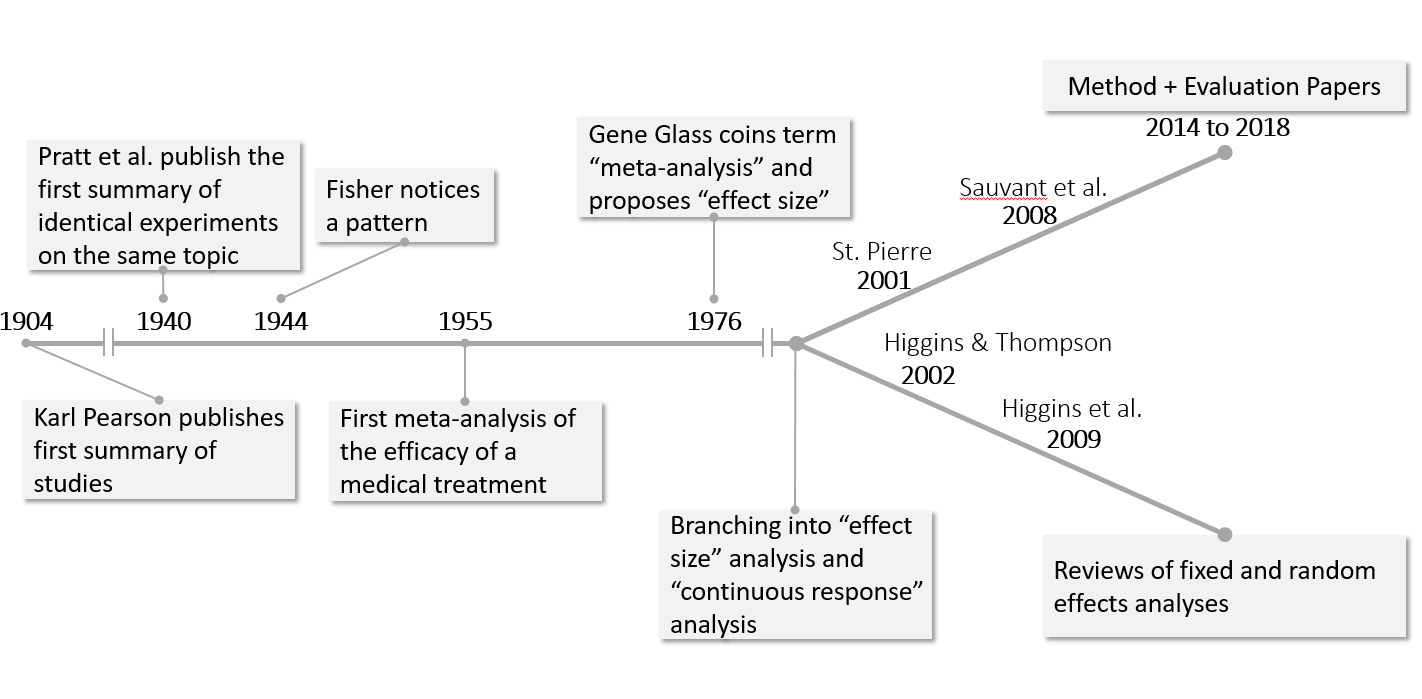 Method + Evaluation Papers
2014 to 2018
Pratt et al. publish the
first summary of
identical experiments
on the same topic
Fisher notices
a pattern
Gene Glass coins term
“meta-analysis” and
proposes “effect size”
Sauvant et al.
2008
St. Pierre
2001
1904
1940
1944
1955
1976
Higgins & Thompson
2002
Higgins et al.
2009
Karl Pearson publishes
first summary of
studies
First meta-analysis of
the efficacy of a
medical treatment
Branching into “effect
size” analysis and
“continuous response”
analysis
Reviews of fixed and random
effects analyses